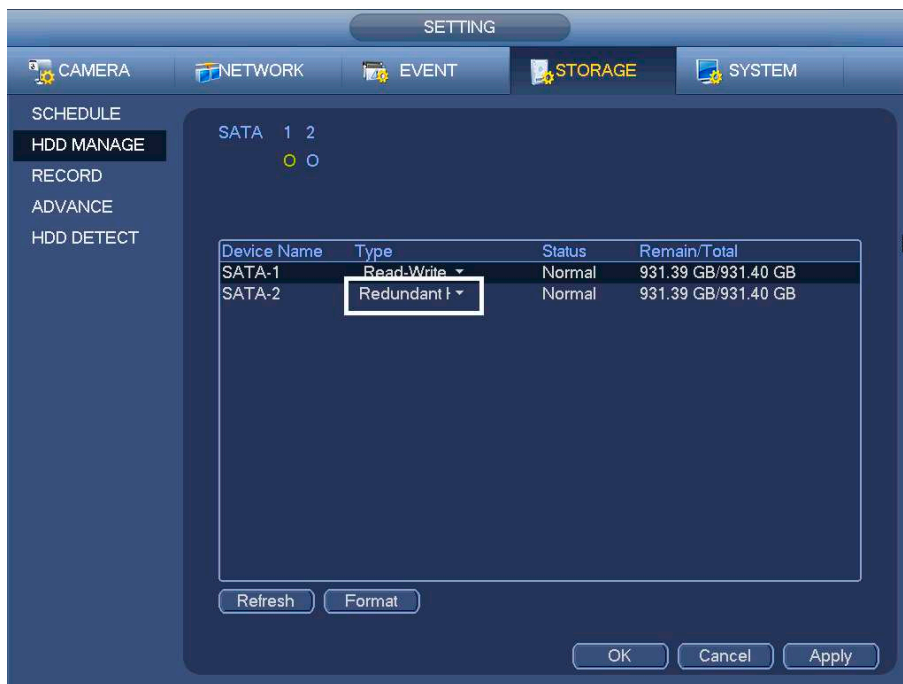 SETTING
CAMERA NETWORK EVENT STORAGE SYSTEM
SCHEDULE
HDD MANAGE
RECORD
ADVANCE
HDD DETECT
SATA 1 2
Device Name Type Status Remain/Total
SATA-1 Read-Write Normal 931.39 GB/931.40 GB
SATA-2 Redundant Normal 931.39 GB/931.40 GB
Refresh Format
OK Cancel Apply